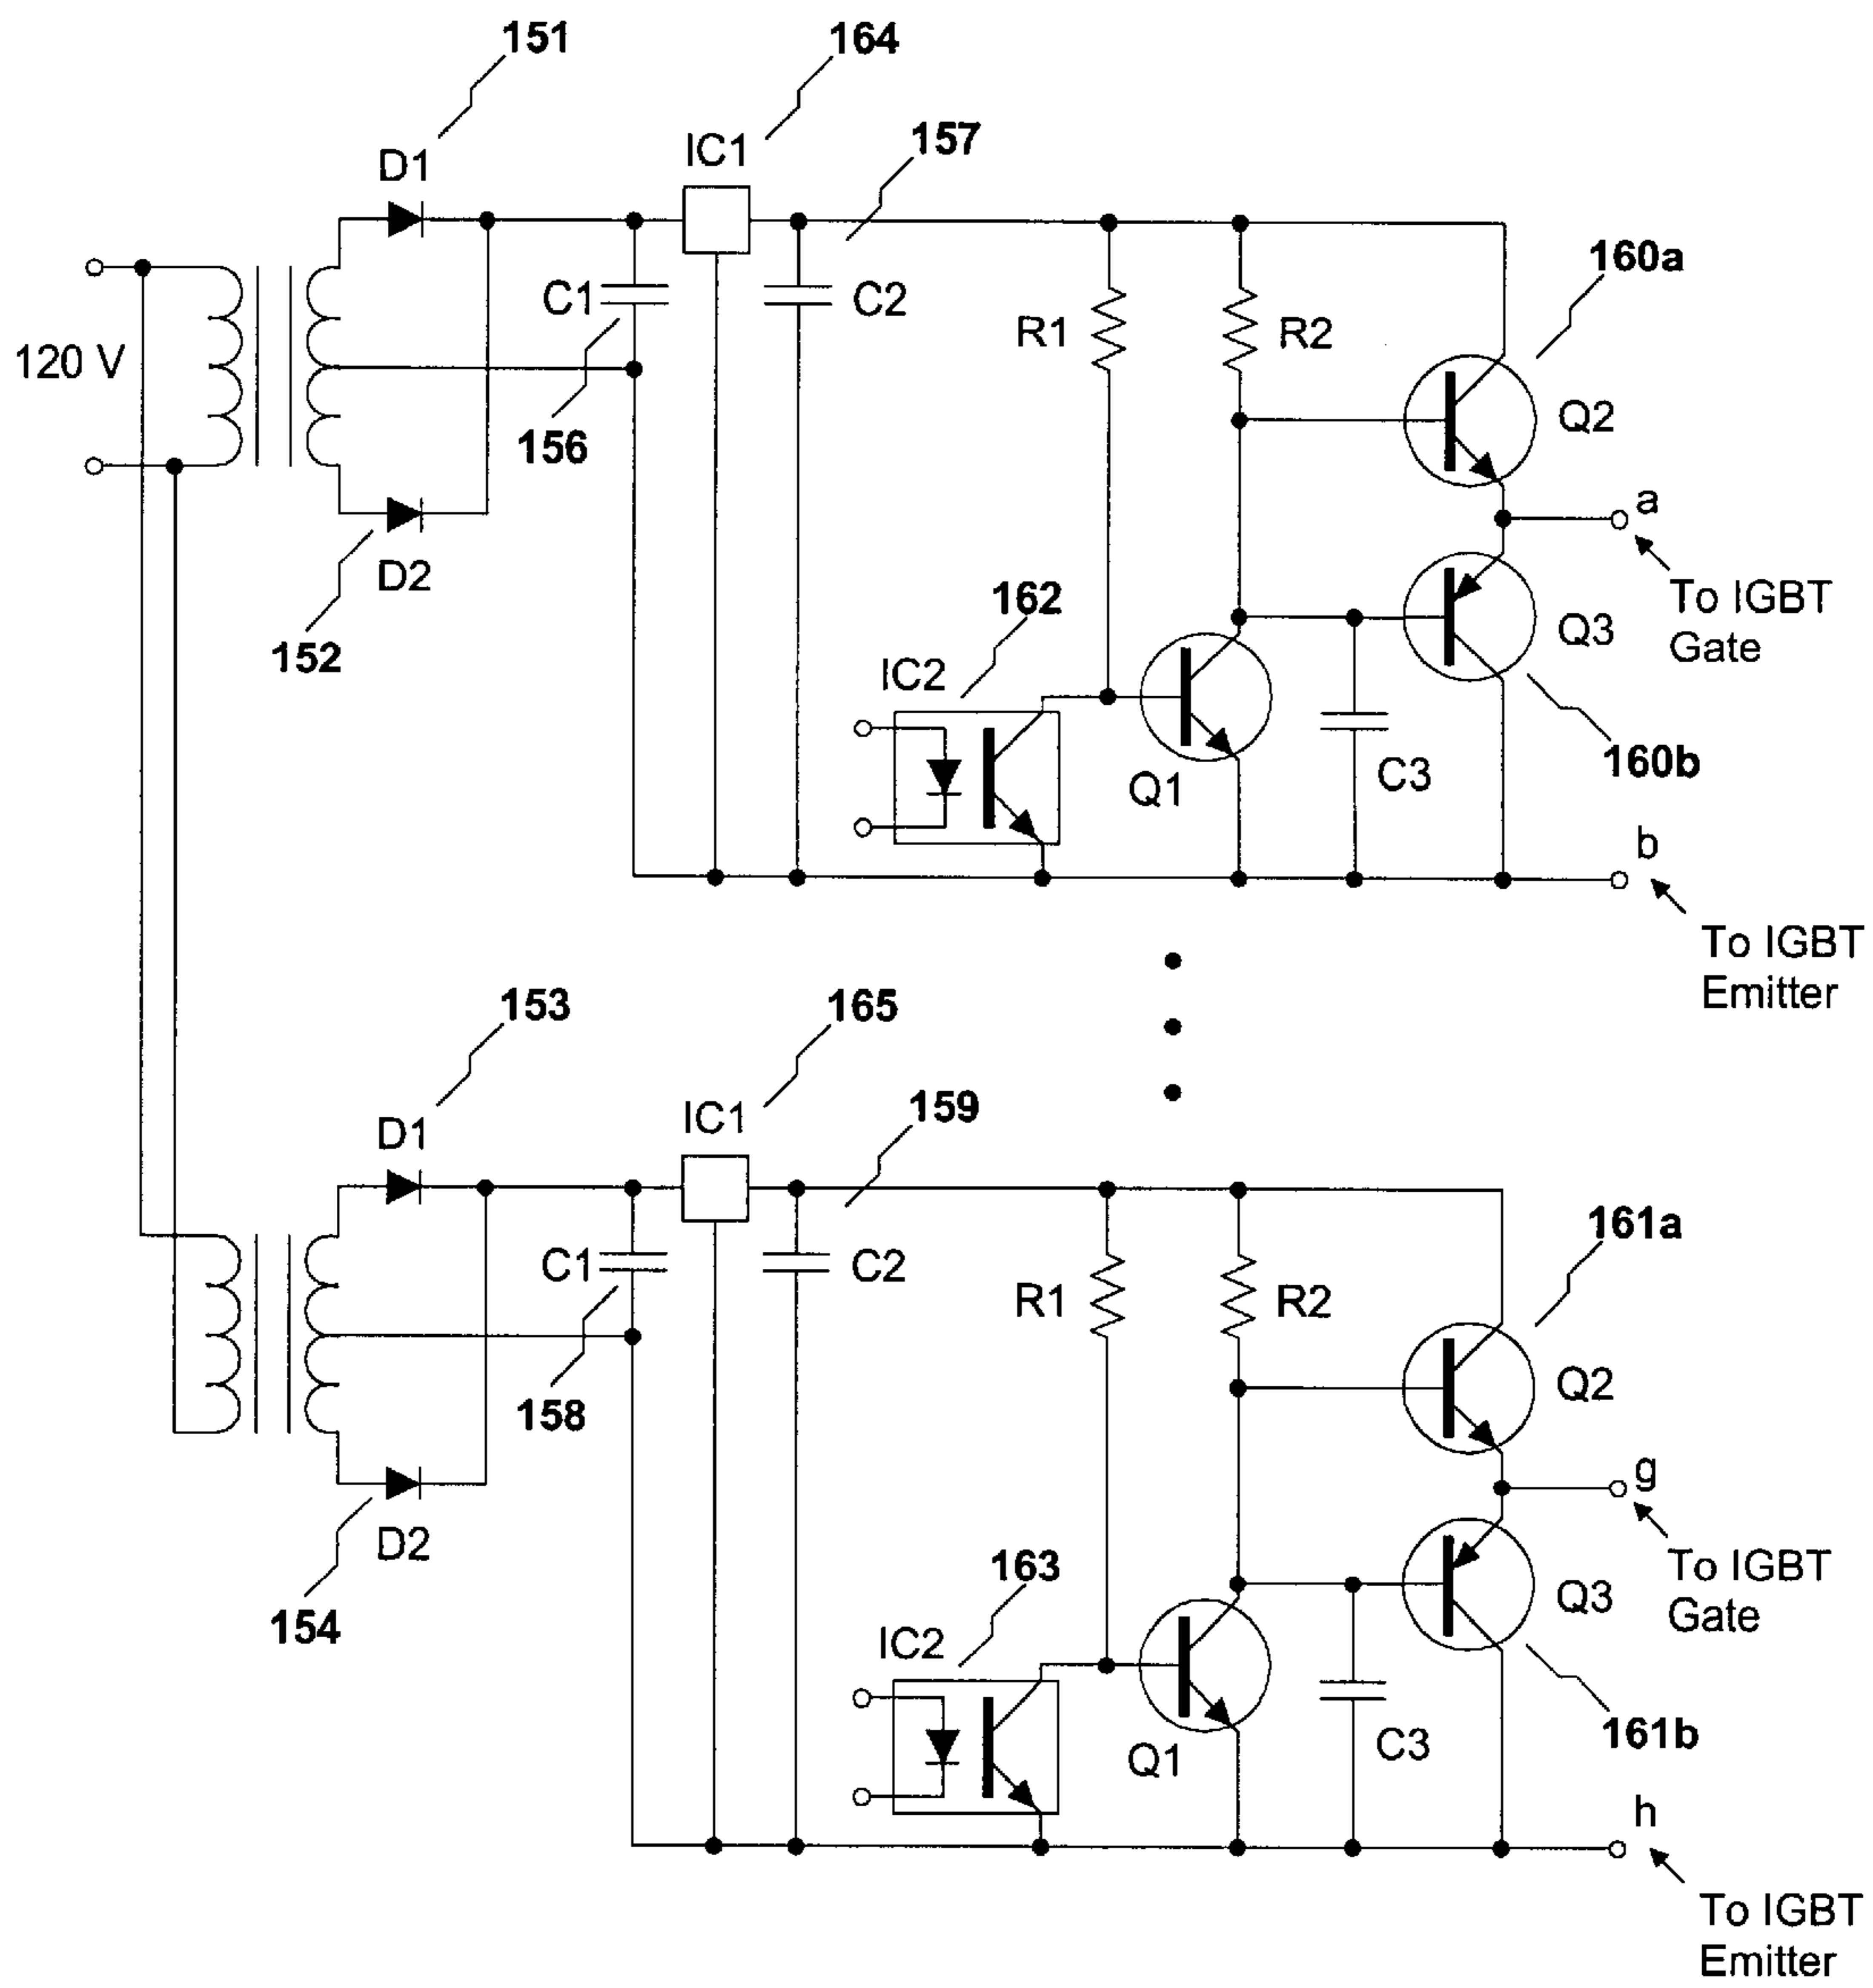 151
164
D1
IC1
157
160a
C1
C2
R1
R2
120 V
Q2
156
a
D2
To IGBT
Gate
162
Q3
152
IC2
Q1
C3
160b
b
To IGBT
Emitter
153
165
D1
IC1
159
161a
C1
C2
R1
R2
Q2
158
g
D2
To IGBT
Gate
163
Q3
154
IC2
Q1
C3
161b
h
To IGBT
Emitter